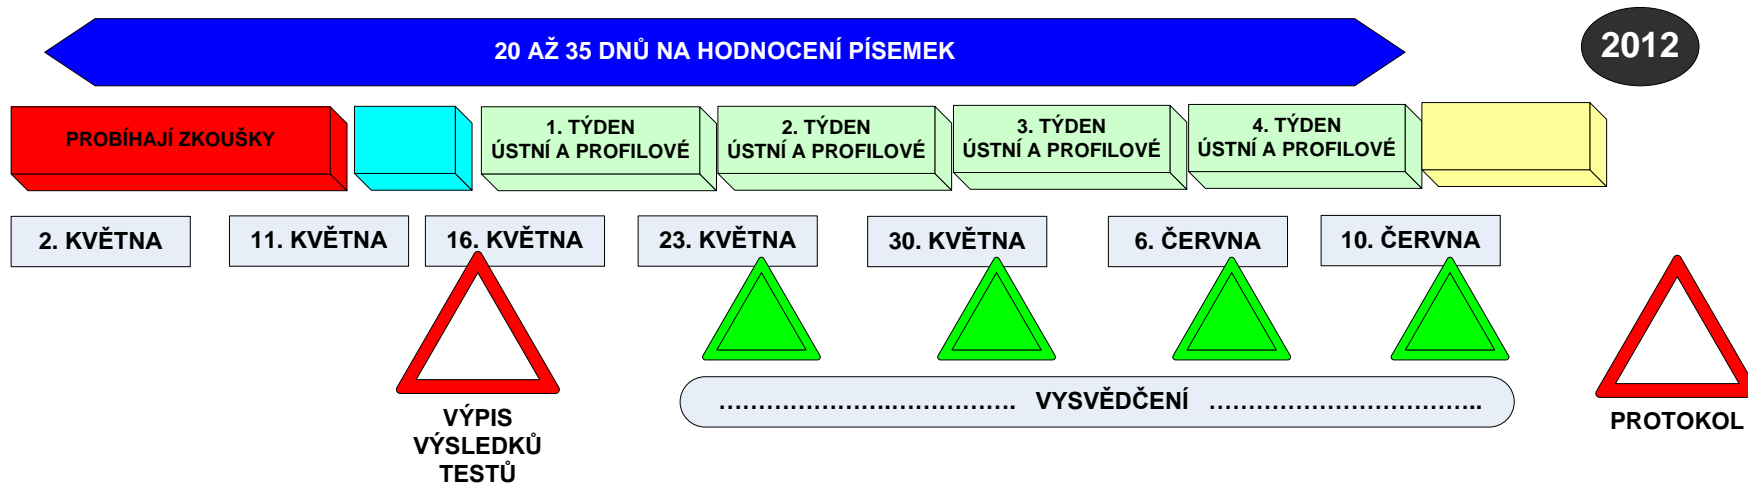 20 AŽ 35 DNŮ NA HODNOCENÍ PÍSEMEK
2012
PROBÍHAJÍ ZKOUŠKY
1. TÝDEN
ÚSTNÍ A PROFILOVÉ
2. TÝDEN
ÚSTNÍ A PROFILOVÉ
3. TÝDEN
ÚSTNÍ A PROFILOVÉ
4. TÝDEN
ÚSTNÍ A PROFILOVÉ
2. KVĚTNA
11. KVĚTNA
16. KVĚTNA
23. KVĚTNA
30. KVĚTNA
6. ČERVNA
10. ČERVNA
VÝPIS
VÝSLEDKŮ
TESTŮ
………………….……………. VYSVĚDČENÍ ……………………………..
PROTOKOL